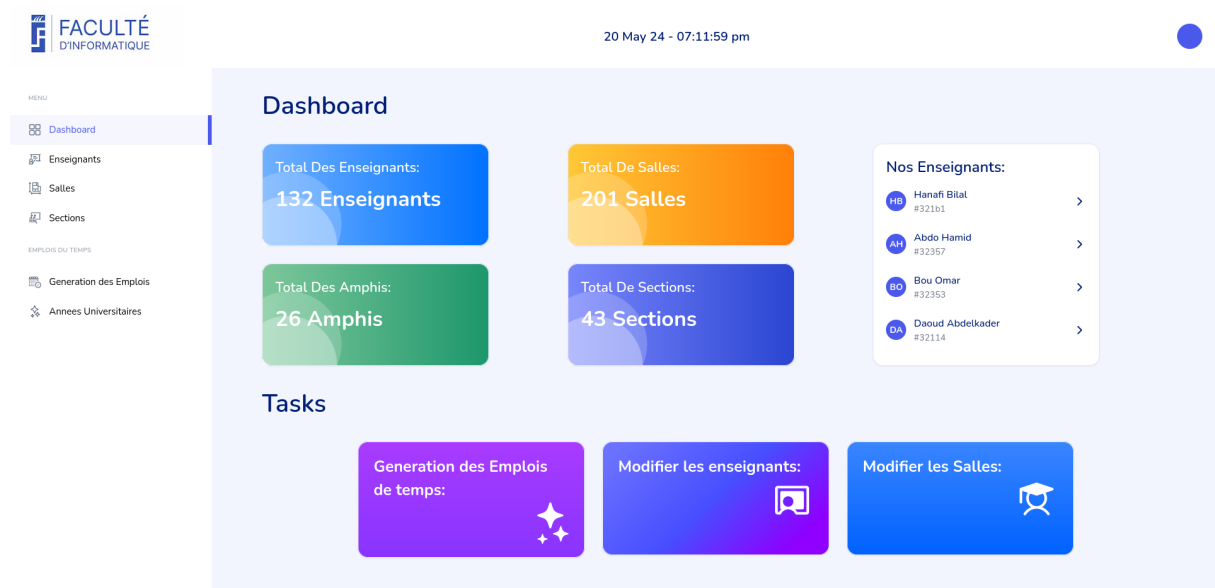 FACULTÉ
D'INFORMATIQUE
20 May 24 - 07:11:59 pm
MENU
Dashboard
Enseignants
Salles
Sections
EMPLOIS DU TEMPS
Generation des Emplois
Annees Universitaires
Dashboard
Total Des Enseignants:
132 Enseignants
Total De Salles:
201 Salles
Total Des Amphis:
26 Amphis
Total De Sections:
43 Sections
Nos Enseignants:
HB
Hanafi Bilal
#321b1
AH
Abdo Hamid
#32357
BO
Bou Omar
#32353
DA
Daoud Abdelkader
#32114
Tasks
Generation des Emplois
de temps:
Modifier les enseignants:
Modifier les Salles: